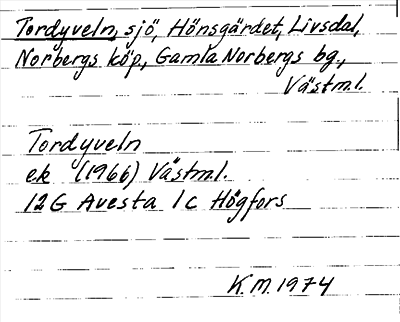 Tordyveln, sjö, Hönsgärdet, Livsdal,
Norbergs köp, Gamla Norbergs bg.,
Västml.
Tordyveln
ek (1966) Västml.
12G Avesta 1c Högfors
K.M. 1974